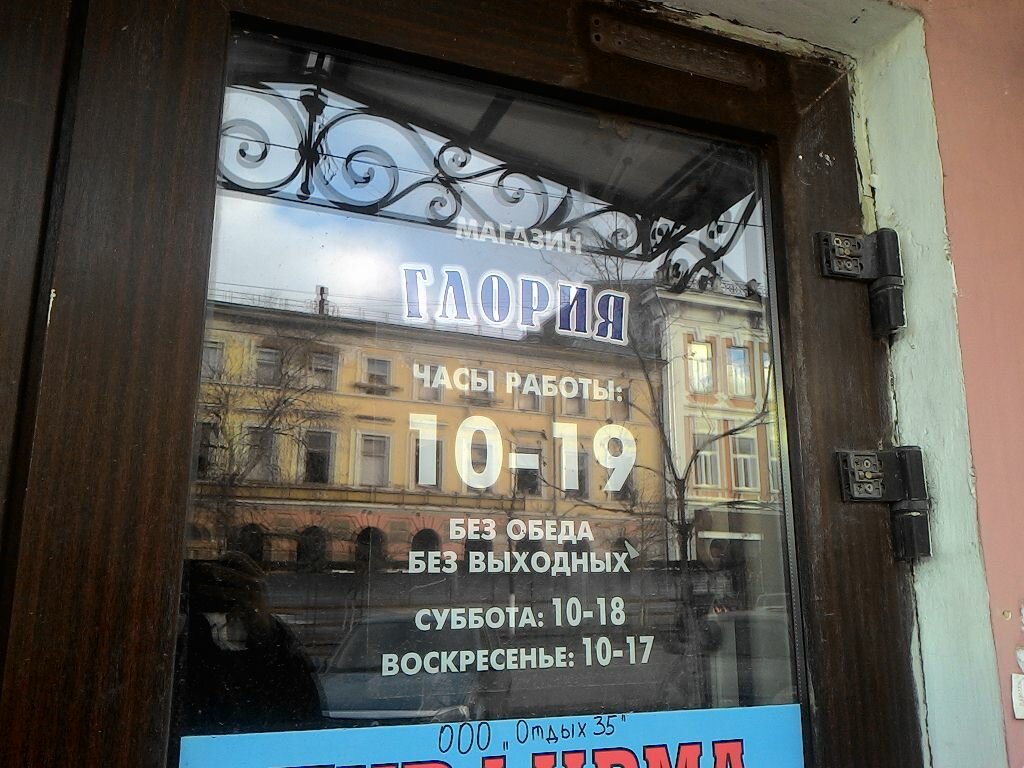 МАГАЗИН
ГЛОРИЯ
ЧАСЫ РАБОТЫ:
10-19
БЕЗ ОБЕДА
БЕЗ ВЫХОДНЫХ
СУББОТА: 10-18
ВОСКРЕСЕНЬЕ: 10-17
ООО „Отдых 35"